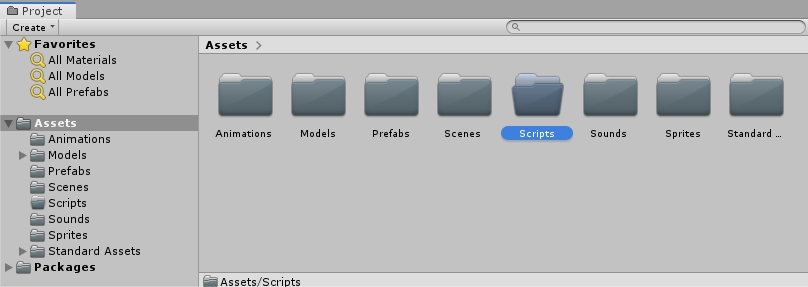 Project
Create
Favorites
All Materials
All Models
All Prefabs
Assets
Animations
Models
Prefabs
Scenes
Scripts
Sounds
Sprites
Standard Assets
Packages
Assets
Animations Models Prefabs Scenes Scripts Sounds Sprites Standard ...
Assets/Scripts